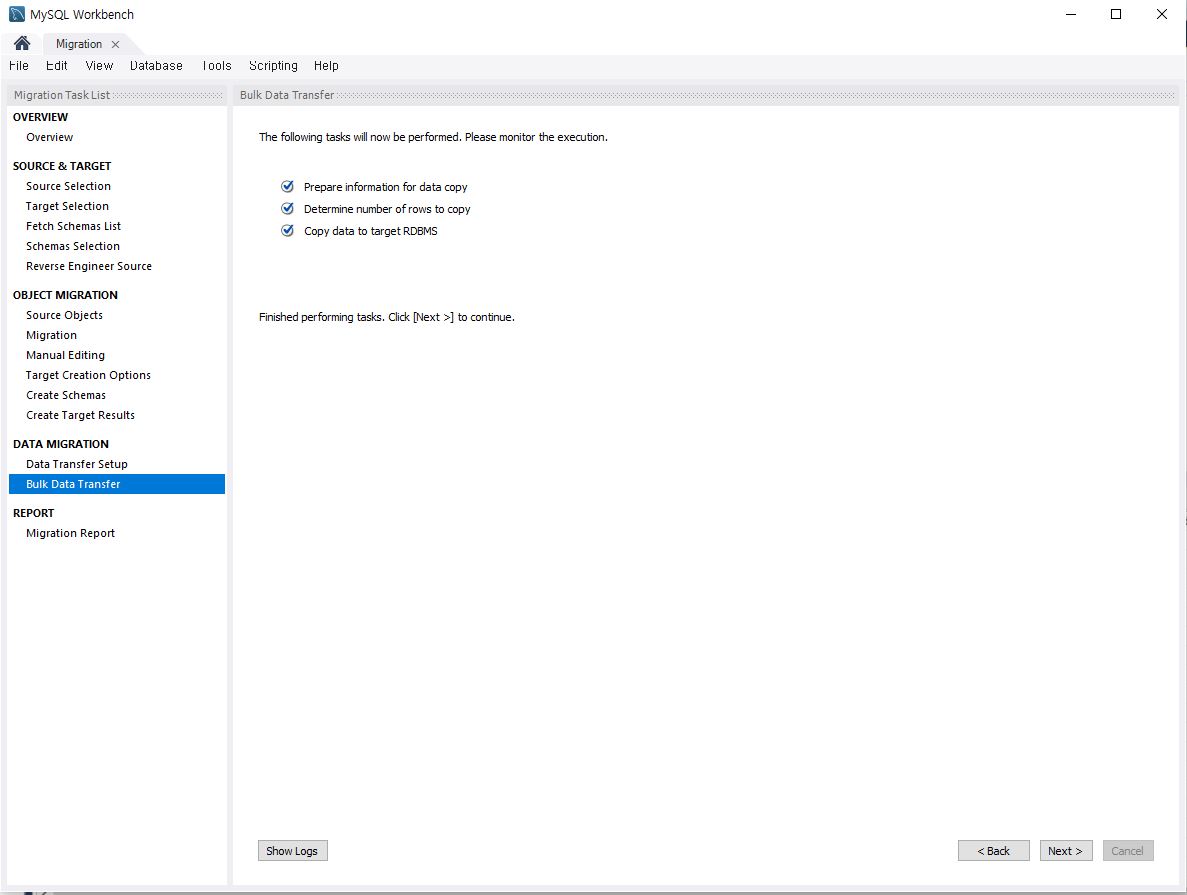 MySQL Workbench
Migration
File Edit View Database Tools Scripting Help
Migration Task List
OVERVIEW
Overview
SOURCE & TARGET
Source Selection
Target Selection
Fetch Schemas List
Schemas Selection
Reverse Engineer Source
OBJECT MIGRATION
Source Objects
Migration
Manual Editing
Target Creation Options
Create Schemas
Create Target Results
DATA MIGRATION
Data Transfer Setup
Bulk Data Transfer
REPORT
Migration Report
Bulk Data Transfer
The following tasks will now be performed. Please monitor the execution.
Prepare information for data copy
Determine number of rows to copy
Copy data to target RDBMS
Finished performing tasks. Click [Next >] to continue.
Show Logs
< Back
Next >
Cancel